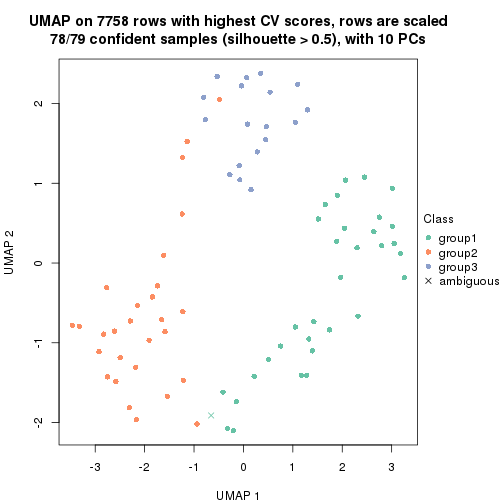 UMAP on 7758 rows with highest CV scores, rows are scaled
78/79 confident samples (silhouette > 0.5), with 10 PCs
UMAP 2
2
1
0
-1
-2
-3
-2
-1
0
1
2
3
UMAP 1
Class
group1
group2
group3
ambiguous